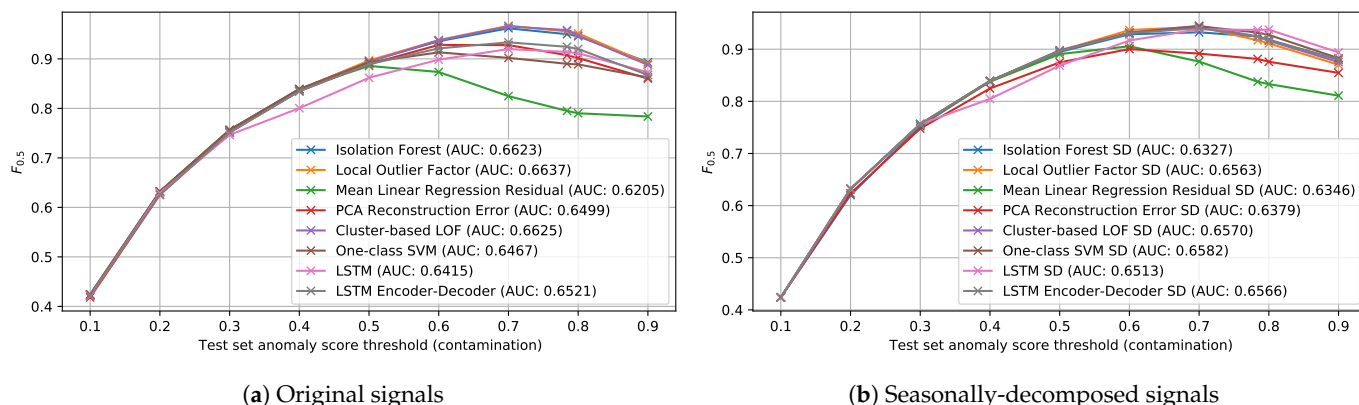 0.9
0.8
0.7
0.6
0.5
0.4
F0.5
Isolation Forest (AUC: 0.6623)
Local Outlier Factor (AUC: 0.6637)
Mean Linear Regression Residual (AUC: 0.6205)
PCA Reconstruction Error (AUC: 0.6499)
Cluster-based LOF (AUC: 0.6625)
One-class SVM (AUC: 0.6467)
LSTM (AUC: 0.6415)
LSTM Encoder-Decoder (AUC: 0.6521)
0.1 0.2 0.3 0.4 0.5 0.6 0.7 0.8 0.9
Test set anomaly score threshold (contamination)
(a) Original signals
0.9
0.8
0.7
0.6
0.5
0.4
F0.5
Isolation Forest SD (AUC: 0.6327)
Local Outlier Factor SD (AUC: 0.6563)
Mean Linear Regression Residual SD (AUC: 0.6346)
PCA Reconstruction Error SD (AUC: 0.6379)
Cluster-based LOF SD (AUC: 0.6570)
One-class SVM SD (AUC: 0.6582)
LSTM SD (AUC: 0.6513)
LSTM Encoder-Decoder SD (AUC: 0.6566)
0.1 0.2 0.3 0.4 0.5 0.6 0.7 0.8 0.9
Test set anomaly score threshold (contamination)
(b) Seasonally-decomposed signals